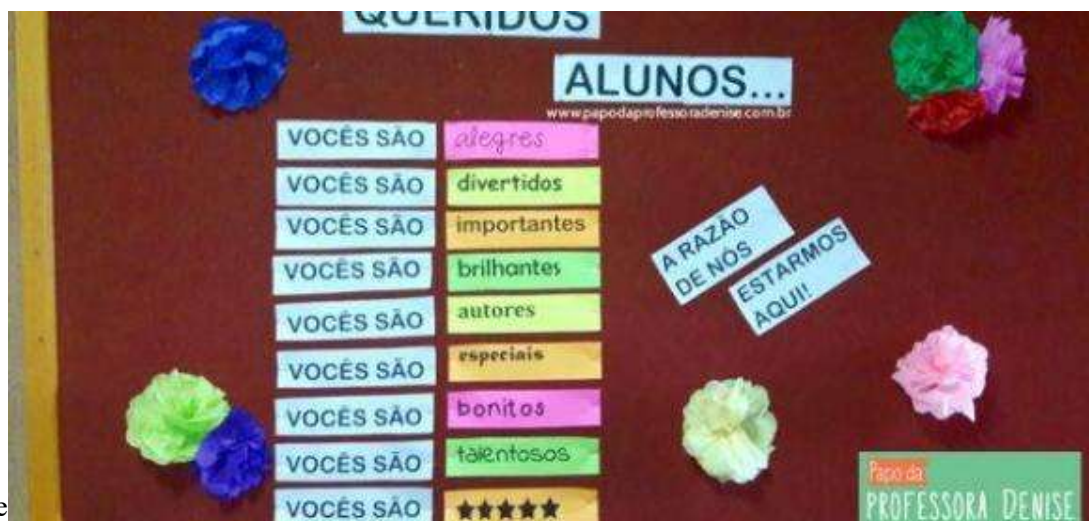 QUERIDOS
ALUNOS...
www.papodaprofessoradenise.com.br
VOCÊS SÃO alegres
VOCÊS SÃO divertidos
VOCÊS SÃO importantes
VOCÊS SÃO brilhantes
VOCÊS SÃO autores
VOCÊS SÃO especiais
VOCÊS SÃO bonitos
VOCÊS SÃO talentosos
VOCÊS SÃO ★★★★★
A RAZÃO
DE NÓS
ESTARMOS
AQUI!
Papo da
PROFESSORA DENISE
e